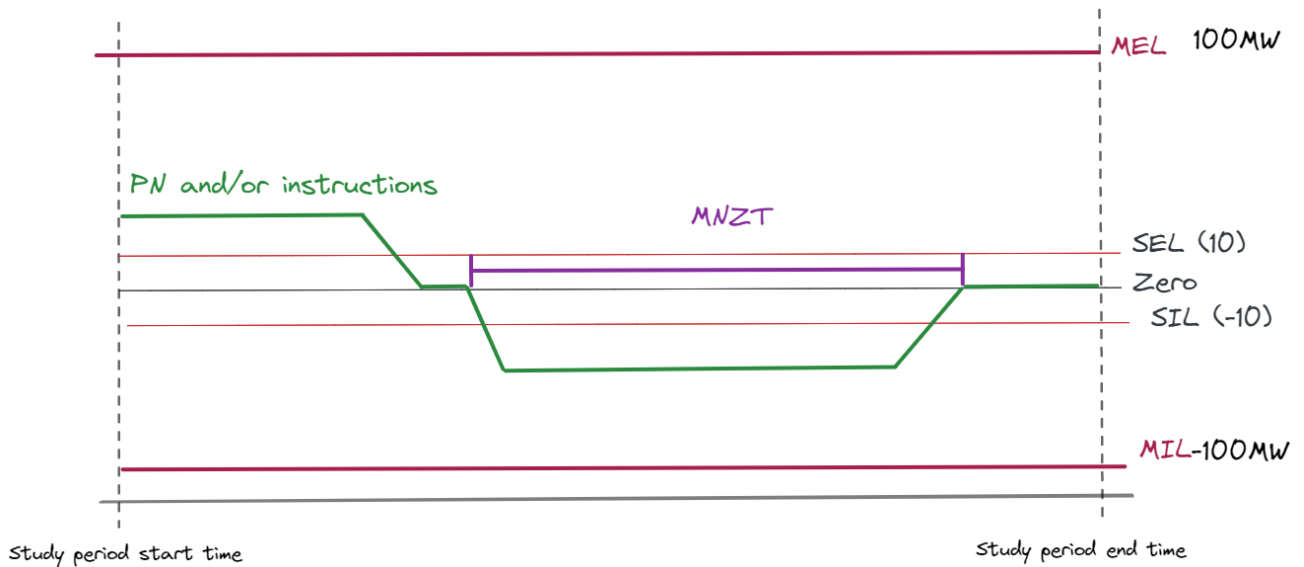 MEL 100MW
PN and/or instructions
MNZT
SEL (10)
Zero
SIL (-10)
MIL-100MW
Study period start time
Study period end time